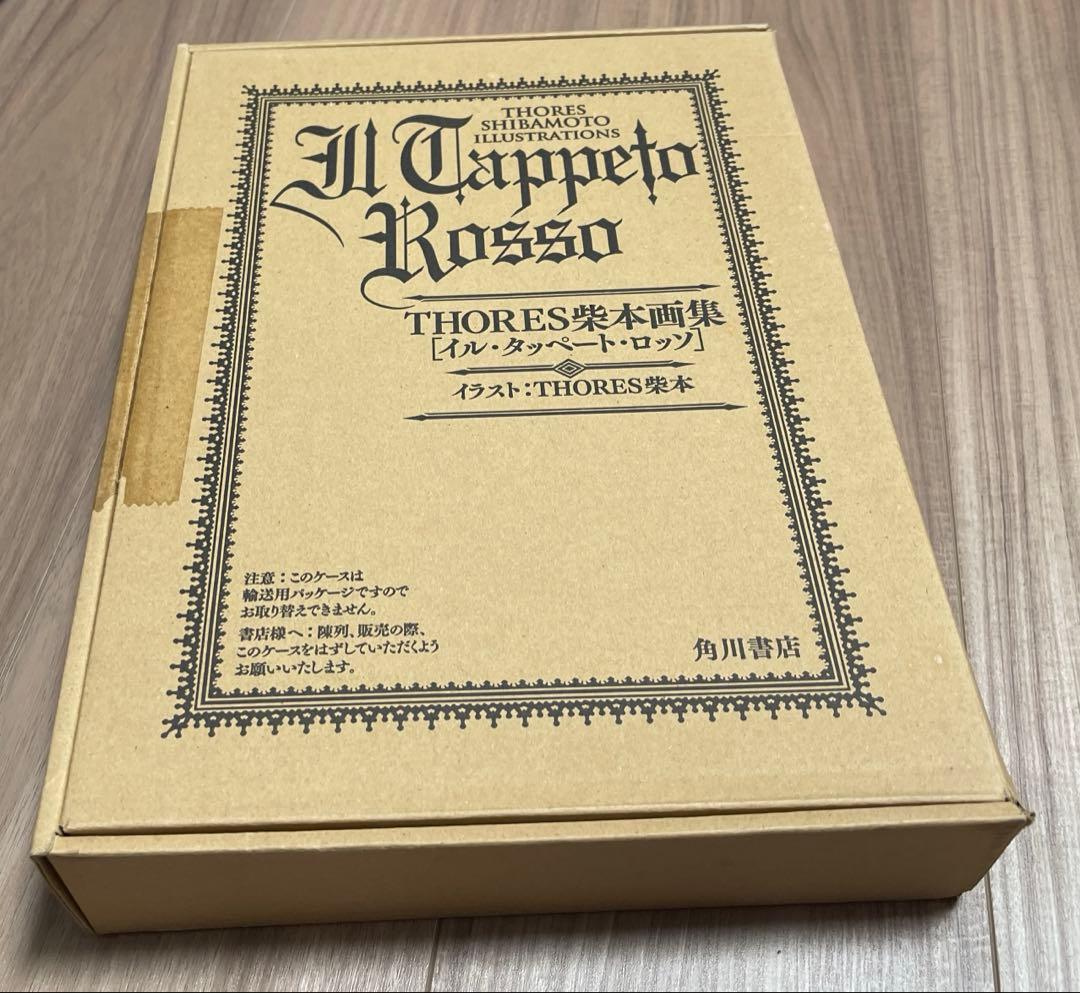 THORES
SHIBAMOTO
ILLUSTRATIONS
Il Tappeto
Rosso
THORES柴本画集
[イル・タッペート・ロッソ]
イラスト：THORES柴本
注意：このケースは
輸送用パッケージですので
お取り替えできません。
書店様へ：陳列、販売の際、
このケースをはずしていただくよう
お願いいたします。
角川書店